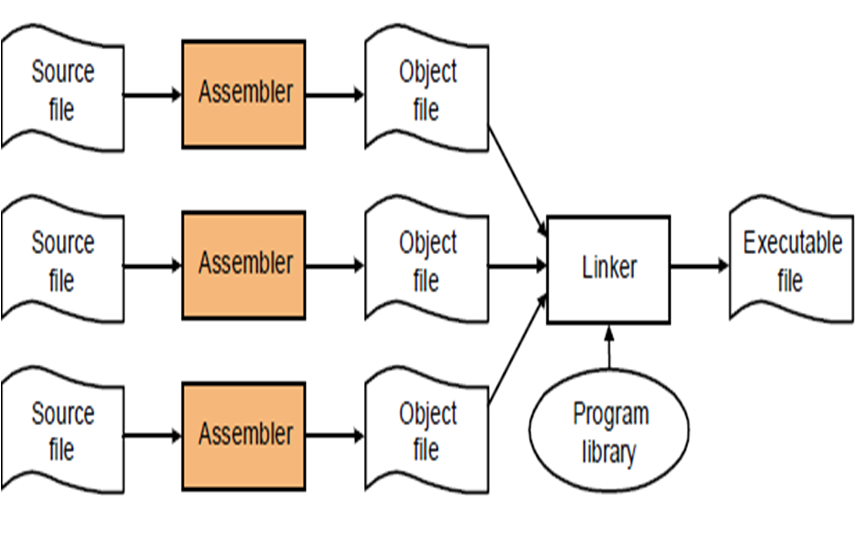 Source
file
Assembler
Object
file
Source
file
Assembler
Object
file
Linker
Executable
file
Source
file
Assembler
Object
file
Program
library